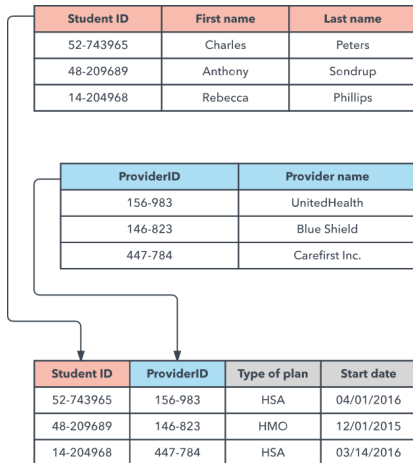 Student ID First name Last name
52-743965 Charles Peters
48-209689 Anthony Sondrup
14-204968 Rebecca Phillips
ProviderID Provider name
156-983 UnitedHealth
146-823 Blue Shield
447-784 Carefirst Inc.
Student ID ProviderID Type of plan Start date
52-743965 156-983 HSA 04/01/2016
48-209689 146-823 HMO 12/01/2015
14-204968 447-784 HSA 03/14/2016